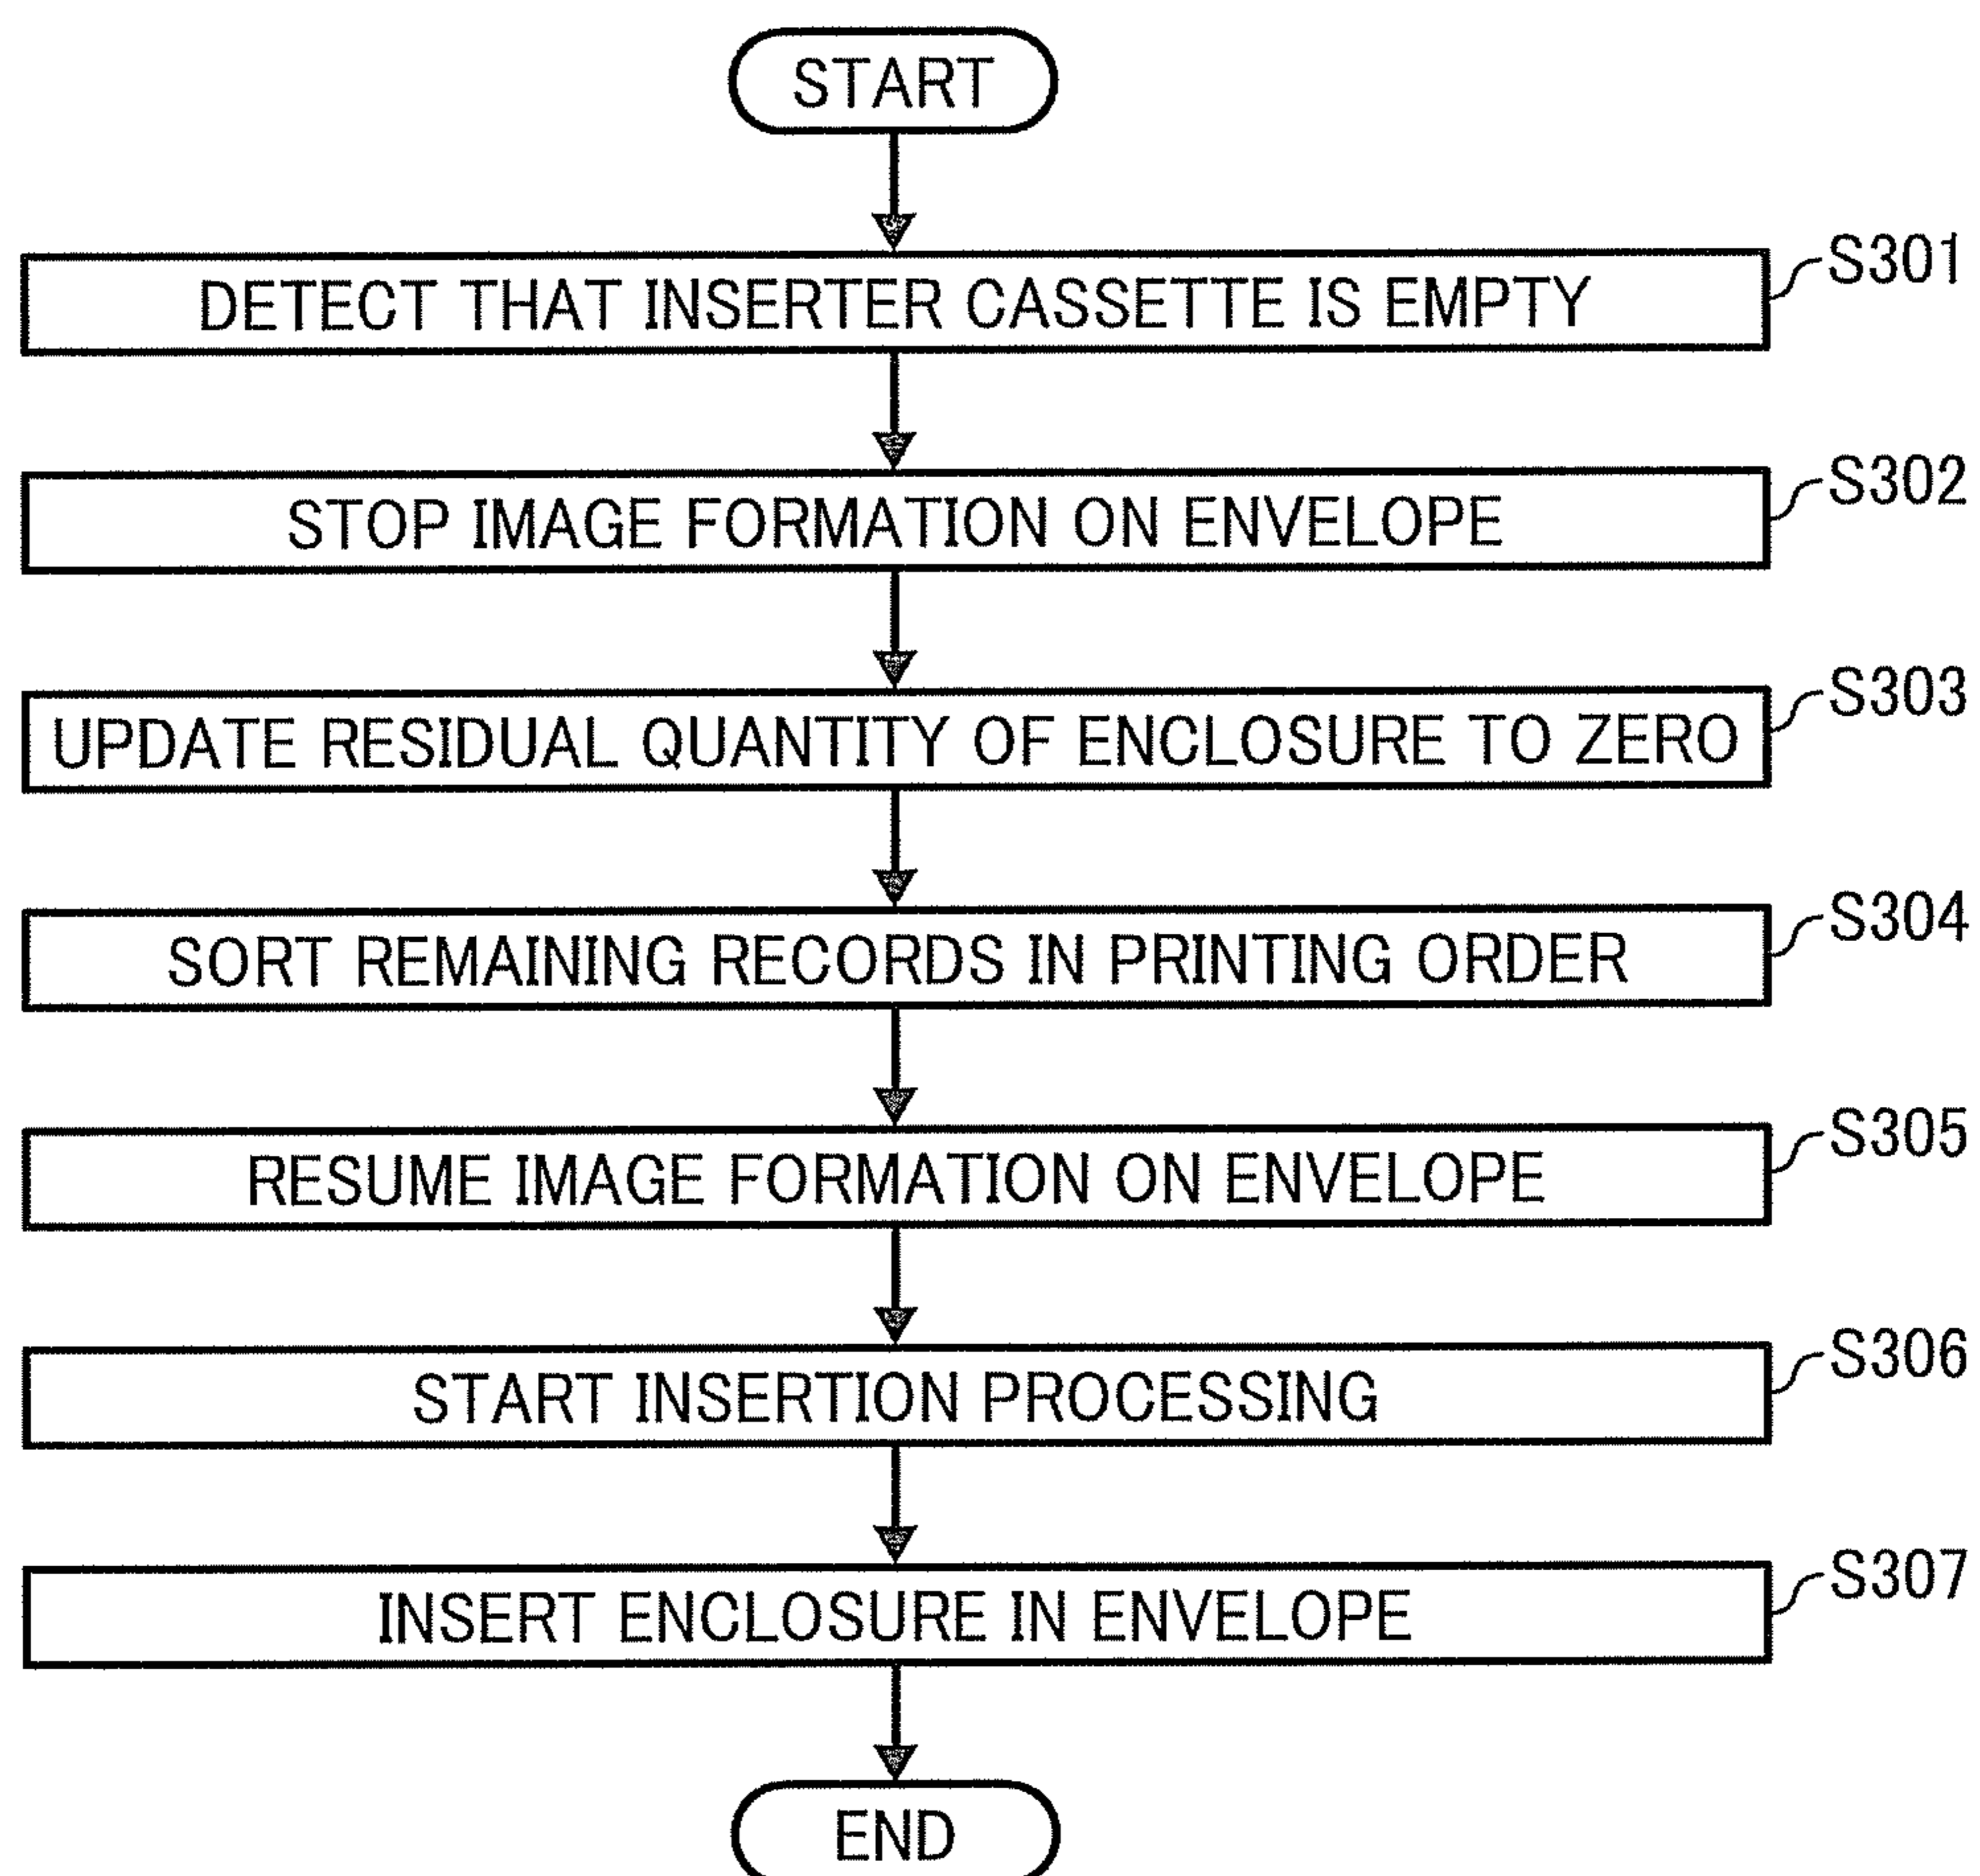 START
DETECT THAT INSERTER CASSETTE IS EMPTY
S301
STOP IMAGE FORMATION ON ENVELOPE
S302
UPDATE RESIDUAL QUANTITY OF ENCLOSURE TO ZERO
S303
SORT REMAINING RECORDS IN PRINTING ORDER
S304
RESUME IMAGE FORMATION ON ENVELOPE
S305
START INSERTION PROCESSING
S306
INSERT ENCLOSURE IN ENVELOPE
S307
END